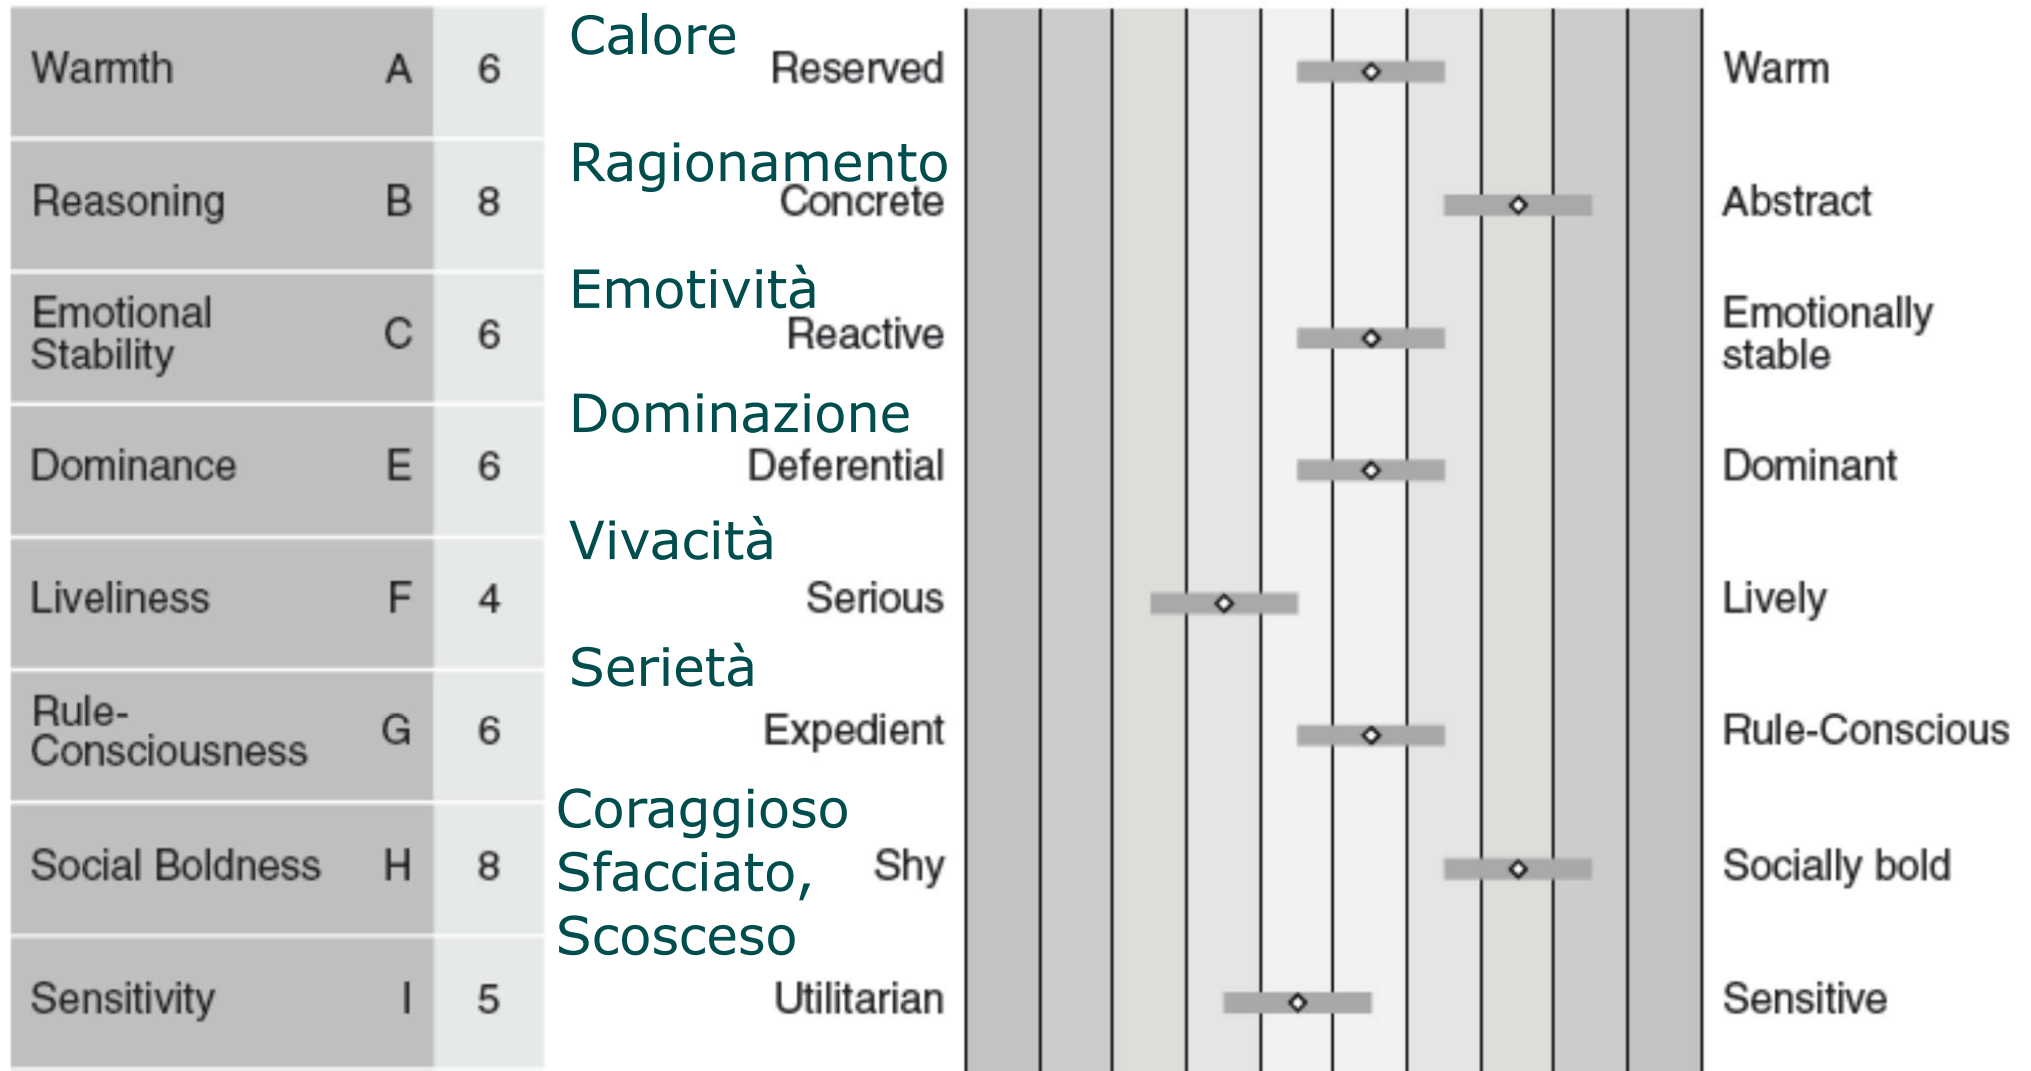 Calore
Warmth A 6 Reserved Warm
Ragionamento
Reasoning B 8 Concrete Abstract
Emotività
Emotional
Stability C 6 Reactive Emotionally
stable
Dominazione
Dominance E 6 Deferential Dominant
Vivacità
Liveliness F 4 Serious Lively
Serietà
Rule-
Consciousness G 6 Expedient Rule-Conscious
Coraggioso
Sfacciato,
Scosceso
Social Boldness H 8 Shy Socially bold
Sensitivity I 5 Utilitarian Sensitive